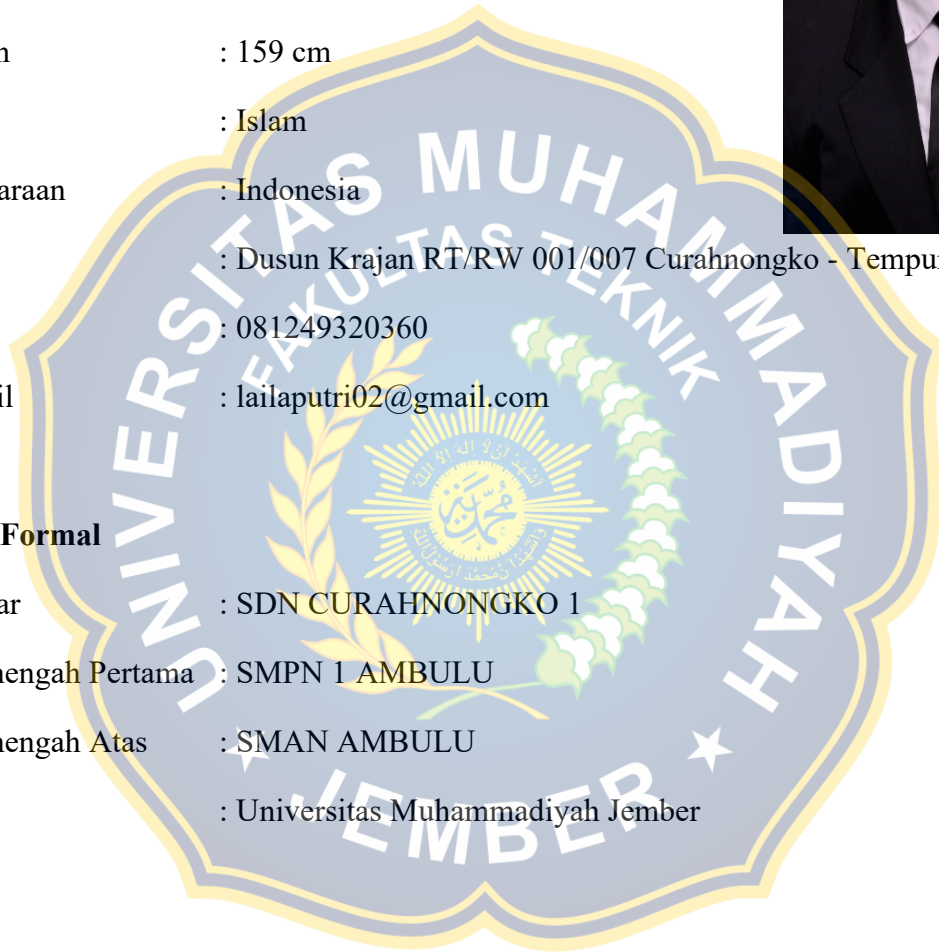 : 159 cm
: Islam
araan : Indonesia
: Dusun Krajan RT/RW 001/007 Curahnongko - Tempu
: 081249320360
il : lailaputri02@gmail.com
Formal
ar : SDN CURAHNONGKO 1
engah Pertama : SMPN 1 AMBULU
engah Atas : SMAN AMBULU
: Universitas Muhammadiyah Jember
UNIVERSITAS MUHAMMADIYAH
FAKULTAS TEKNIK
JEMBER